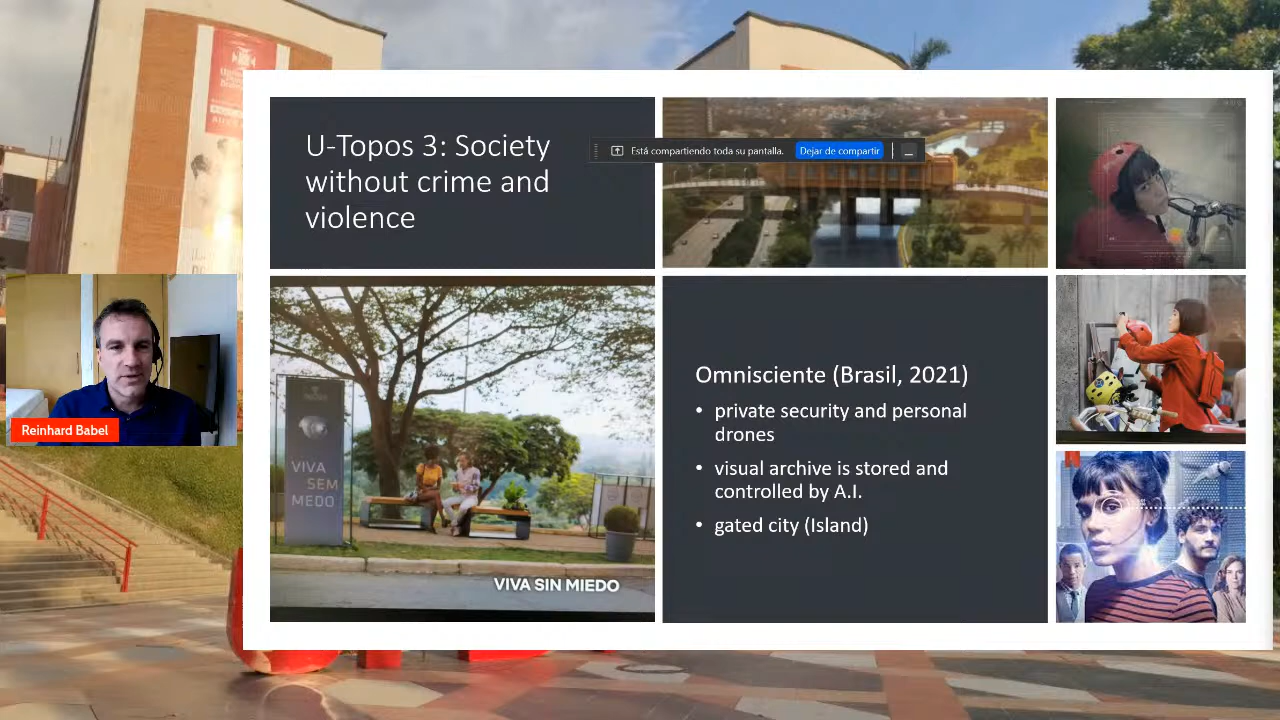 U-Topos 3: Society
without crime and
violence
Está compartiendo toda su pantalla.
Dejar de compartir
VIVA
SEM
MEDO
VIVA SIN MIEDO
Omnisciente (Brasil, 2021)
• private security and personal
drones
• visual archive is stored and
controlled by A.I.
• gated city (Island)
Reinhard Babel